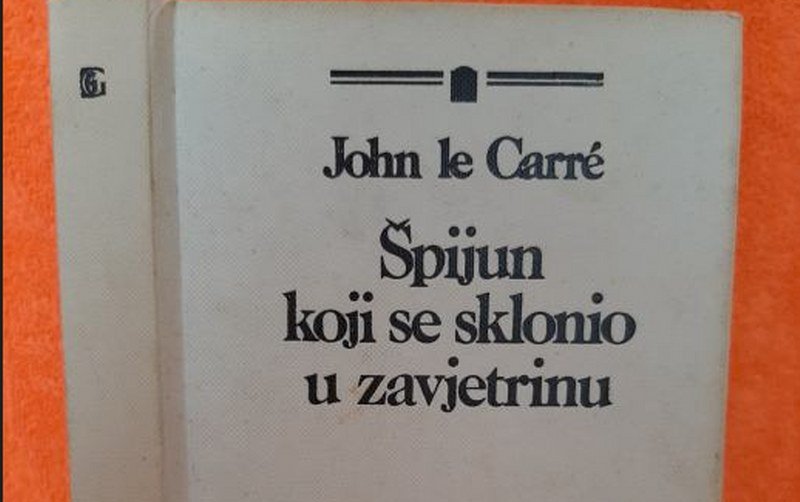 John le Carré
Špijun
koji se sklonio
u zavjetrinu